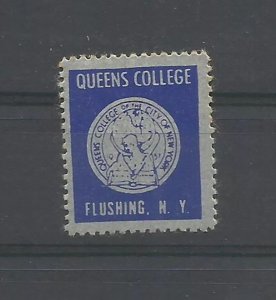 QUEENS COLLEGE
QUEENS COLLEGE OF THE CITY OF NEW YORK
FLUSHING, N. Y.